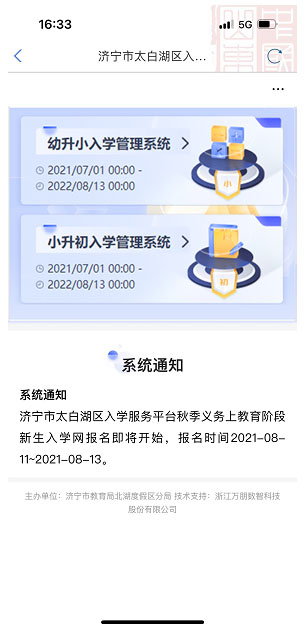 16:33
5G
济宁市太白湖区入...
幼升小入学管理系统
2021/07/01 00:00 -
2022/08/13 00:00
小
小升初入学管理系统
2021/07/01 00:00 -
2022/08/13 00:00
初
系统通知
系统通知
济宁市太白湖区入学服务平台秋季义务上教育阶段
新生入学网报名即将开始，报名时间2021-08-
11~2021-08-13。
主办单位：济宁市教育局北湖度假区分局 技术支持：浙江万朋数智科技
股份有限公司